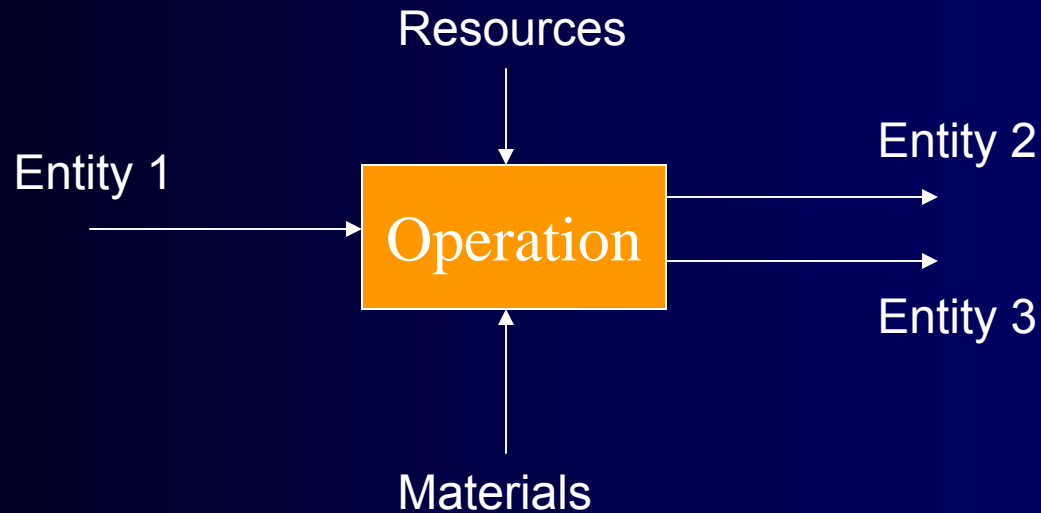 Resources
Entity 2
Entity 1
Operation
Entity 3
Materials